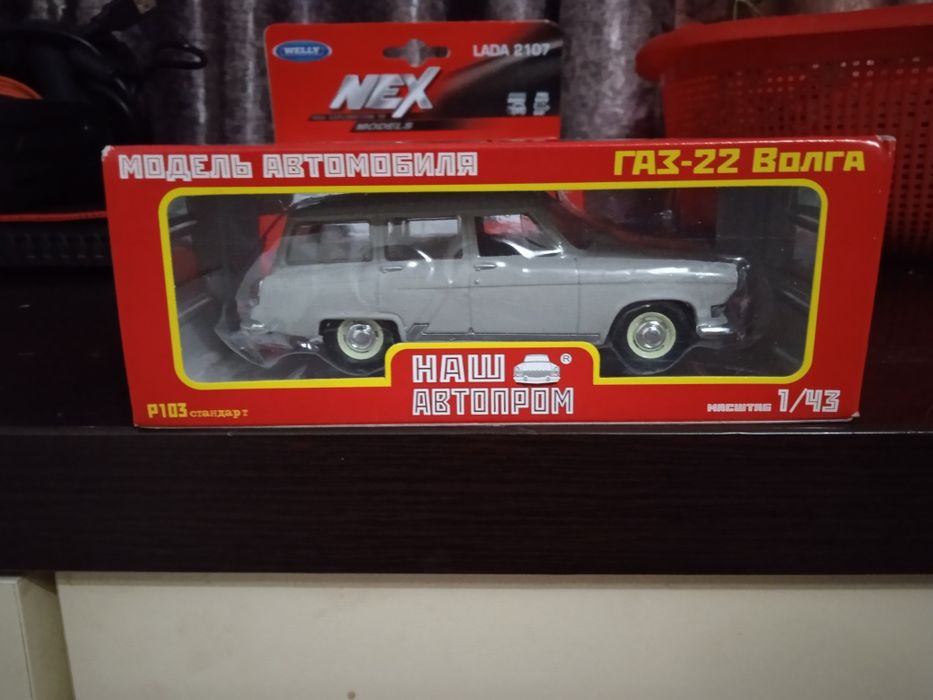 WELLY
LADA 2107
NEX
MODELS
МОДЕЛЬ АВТОМОБИЛЯ
ГАЗ-22 Волга
НАШ ®
АВТОПРОМ
Р103 стандарт
МАСШТАБ 1/43